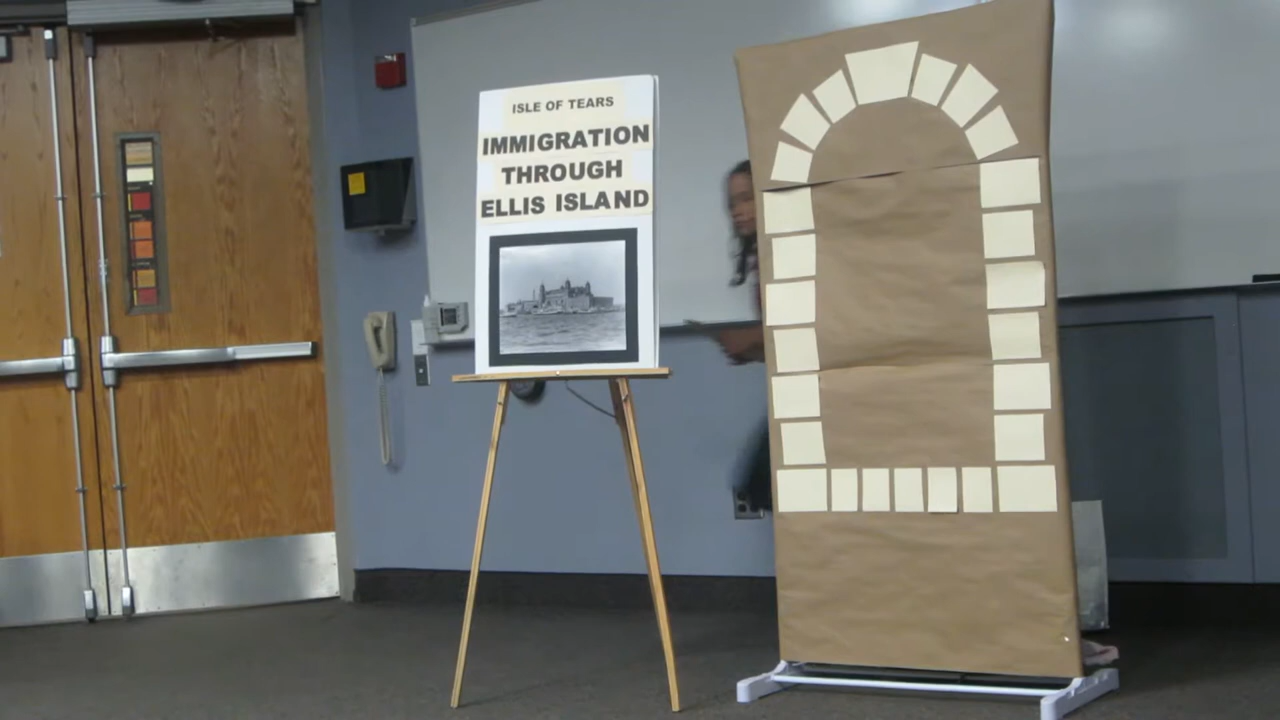 ISLE OF TEARS
IMMIGRATION
THROUGH
ELLIS ISLAND